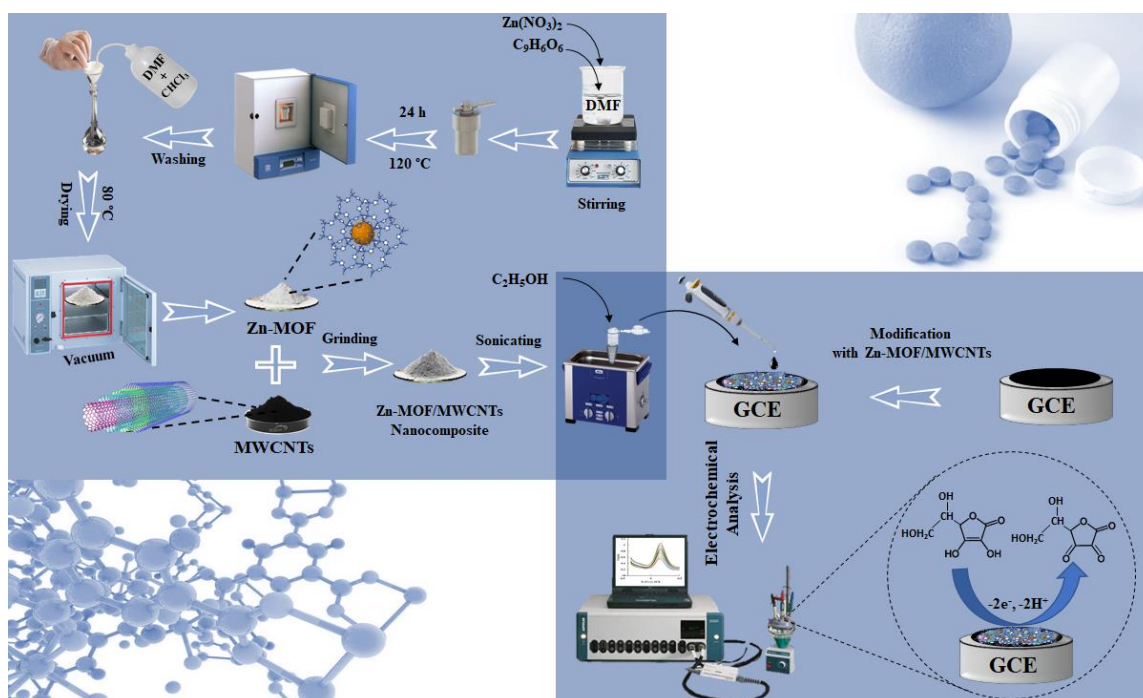 Zn(NO₃)₂
C₉H₆O₆
DMF
Stirring
24 h
120 °C
Washing
DMF
+
CHCl₃
80 °C
Drying
Vacuum
Zn-MOF
MWCNTs
Grinding
Zn-MOF/MWCNTs
Nanocomposite
Sonicating
C₂H₅OH
Modification
with Zn-MOF/MWCNTs
GCE
GCE
Electrochemical
Analysis
OH
HOH₂C
O
O
HO
OH
OH
HOH₂C
O
O
O
O
-2e⁻, -2H⁺
GCE